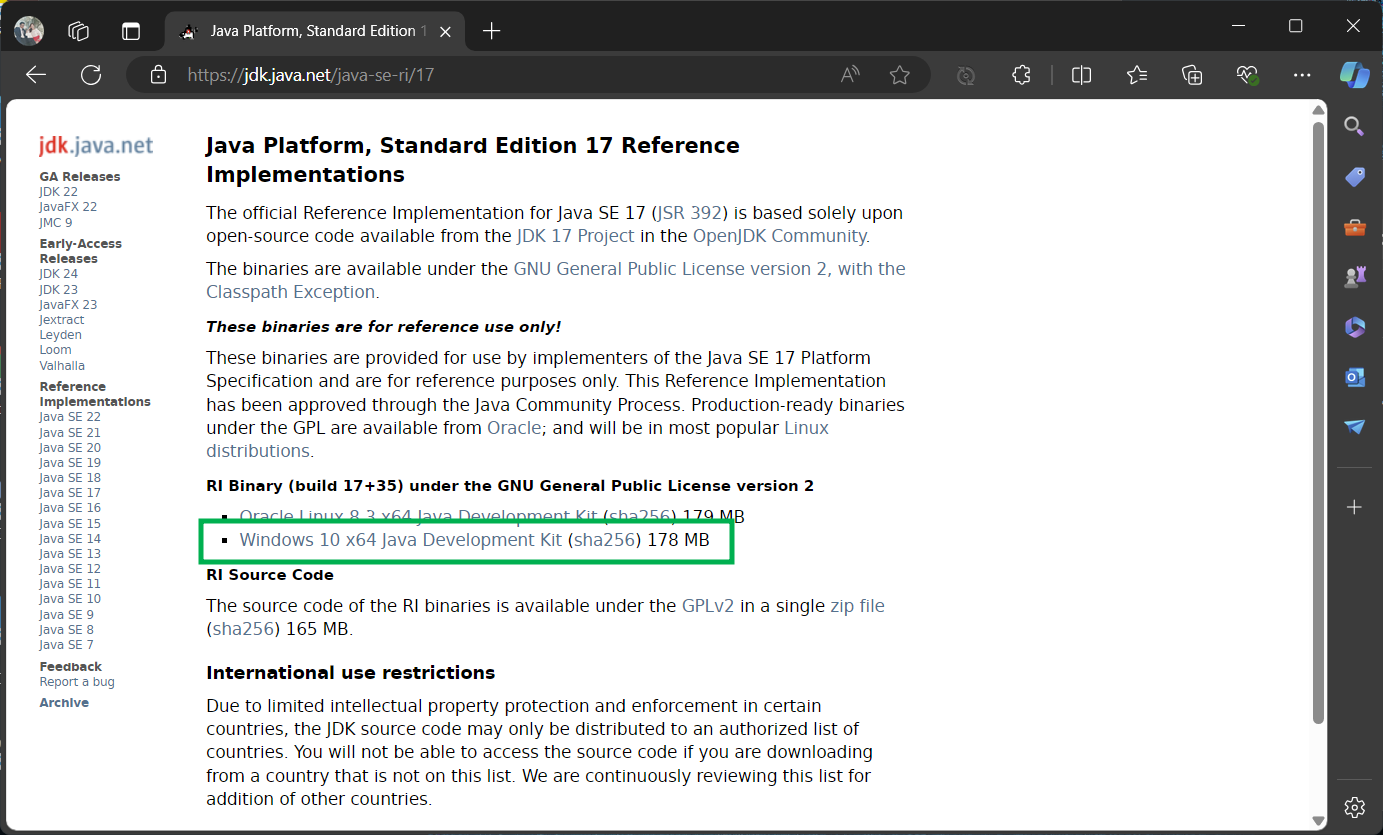 Java Platform, Standard Edition 1
https://jdk.java.net/java-se-ri/17
jdk.java.net
GA Releases
JDK 22
JavaFX 22
JMC 9
Early-Access
Releases
JDK 24
JDK 23
JavaFX 23
Jextract
Leyden
Loom
Valhalla
Reference
Implementations
Java SE 22
Java SE 21
Java SE 20
Java SE 19
Java SE 18
Java SE 17
Java SE 16
Java SE 15
Java SE 14
Java SE 13
Java SE 12
Java SE 11
Java SE 10
Java SE 9
Java SE 8
Java SE 7
Feedback
Report a bug
Archive
Java Platform, Standard Edition 17 Reference
Implementations
The official Reference Implementation for Java SE 17 (JSR 392) is based solely upon
open-source code available from the JDK 17 Project in the OpenJDK Community.
The binaries are available under the GNU General Public License version 2, with the
Classpath Exception.
These binaries are for reference use only!
These binaries are provided for use by implementers of the Java SE 17 Platform
Specification and are for reference purposes only. This Reference Implementation
has been approved through the Java Community Process. Production-ready binaries
under the GPL are available from Oracle; and will be in most popular Linux
distributions.
RI Binary (build 17+35) under the GNU General Public License version 2
▪ Oracle Linux 8.3 x64 Java Development Kit (sha256) 179 MB
▪ Windows 10 x64 Java Development Kit (sha256) 178 MB
RI Source Code
The source code of the RI binaries is available under the GPLv2 in a single zip file
(sha256) 165 MB.
International use restrictions
Due to limited intellectual property protection and enforcement in certain
countries, the JDK source code may only be distributed to an authorized list of
countries. You will not be able to access the source code if you are downloading
from a country that is not on this list. We are continuously reviewing this list for
addition of other countries.